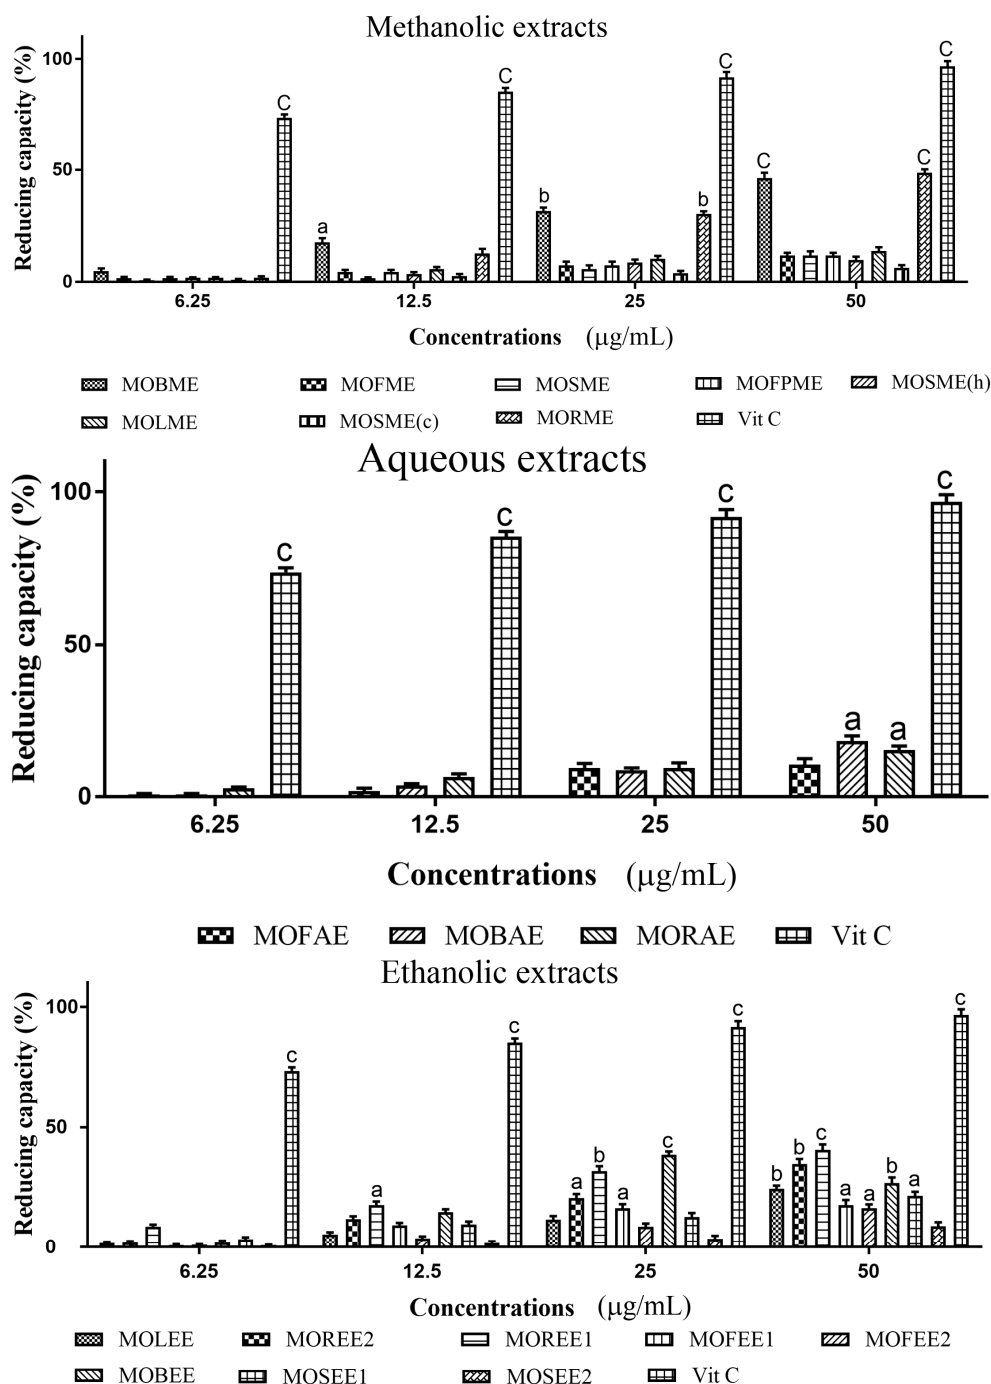 Methanolic extracts
Reducing capacity (%)
100
50
0
C
a
C
b
b
C
C
C
C
6.25 12.5 25 50
Concentrations (μg/mL)
MOBME MOFME MOSME MOFPME MOSME(h)
MOLME MOSME(c) MORME Vit C
Aqueous extracts
Reducing capacity (%)
100
50
0
C
C
C
a
a
C
6.25 12.5 25 50
Concentrations (μg/mL)
MOFAE MOBAE MORAE Vit C
Ethanolic extracts
Reducing capacity (%)
100
50
0
c
a
c
a
b
a
c
c
b
b
c
a
a
b
a
c
6.25 12.5 25 50
Concentrations (μg/mL)
MOLEE MOREE2 MOREE1 MOFEE1 MOFEE2
MOBEE MOSEE1 MOSEE2 Vit C